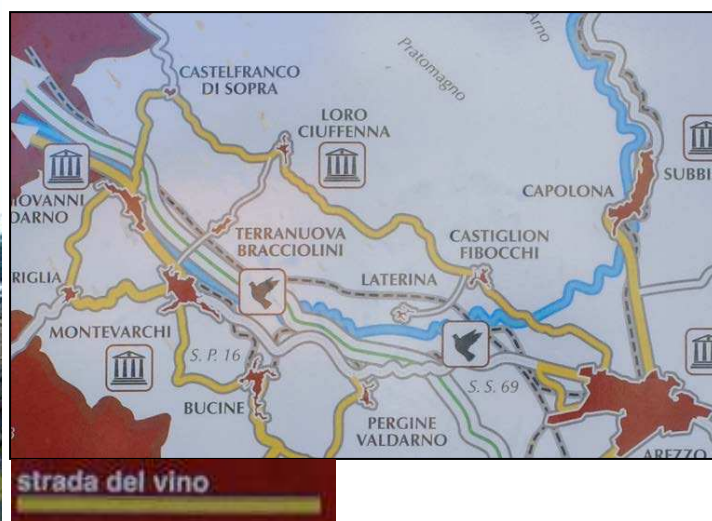 Arno
Pratomagno
CASTELFRANCO
DI SOPRA
LORO
CIUFFENNA
CAPOLONA
SUBBI
IOVANNI
DARNO
TERRANUOVA
BRACCIOLINI
CASTIGLION
FIBOCCHI
LATERINA
RIGLIA
MONTEVARCHI
S. P. 16
S. S. 69
BUCINE
PERGINE
VALDARNO
AREZZO
strada del vino